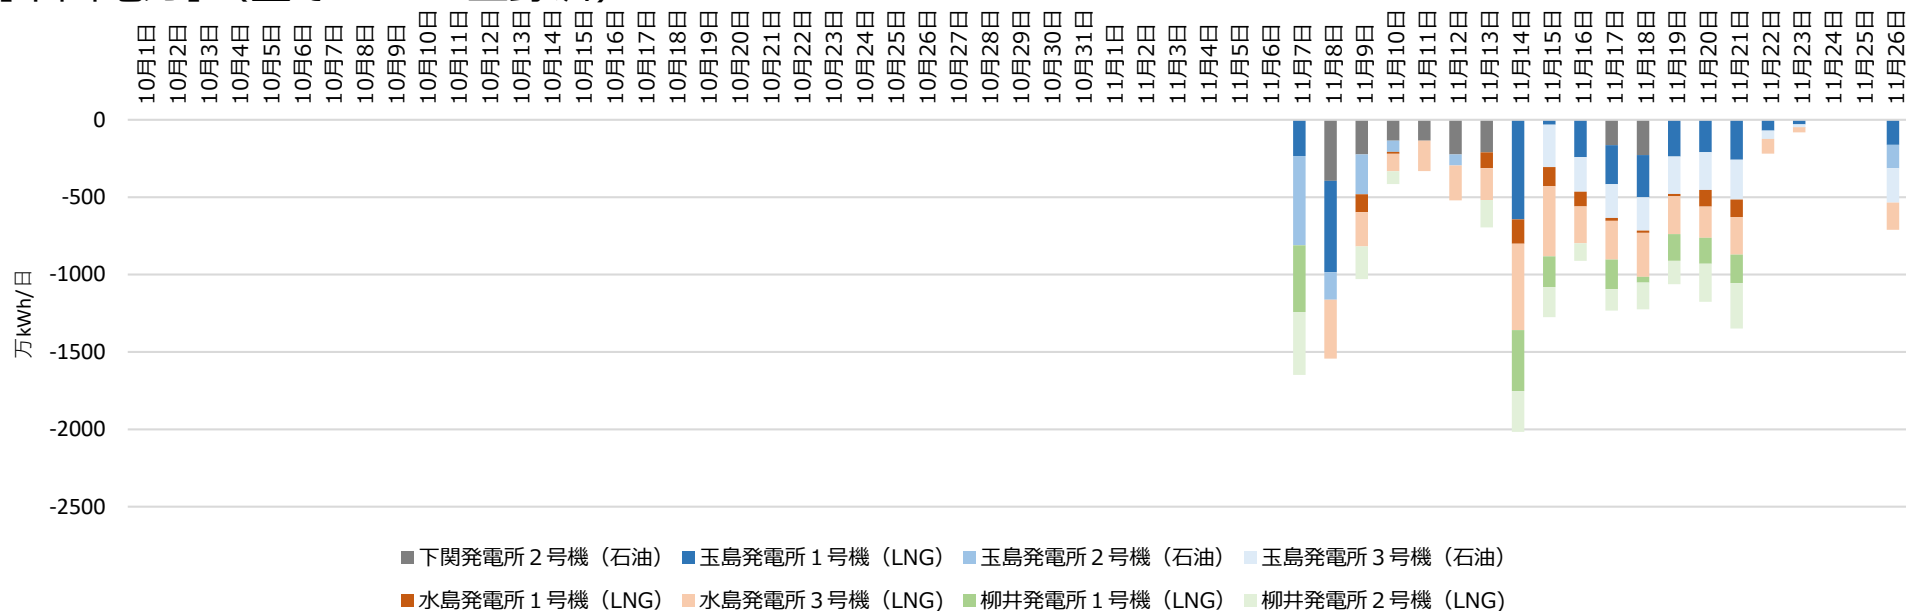 10月1日 10月2日 10月3日 10月4日 10月5日 10月6日 10月7日 10月8日 10月9日 10月10日 10月11日 10月12日 10月13日 10月14日 10月15日 10月16日 10月17日 10月18日 10月19日 10月20日 10月21日 10月22日 10月23日 10月24日 10月25日 10月26日 10月27日 10月28日 10月29日 10月30日 10月31日 11月1日 11月2日 11月3日 11月4日 11月5日 11月6日 11月7日 11月8日 11月9日 11月10日 11月11日 11月12日 11月13日 11月14日 11月15日 11月16日 11月17日 11月18日 11月19日 11月20日 11月21日 11月22日 11月23日 11月24日 11月25日 11月26日
0
-500
-1000
-1500
-2000
-2500
万kWh/日
下関発電所２号機（石油） 玉島発電所１号機（LNG） 玉島発電所２号機（石油） 玉島発電所３号機（石油）
水島発電所１号機（LNG） 水島発電所３号機（LNG) 柳井発電所１号機（LNG） 柳井発電所２号機（LNG)